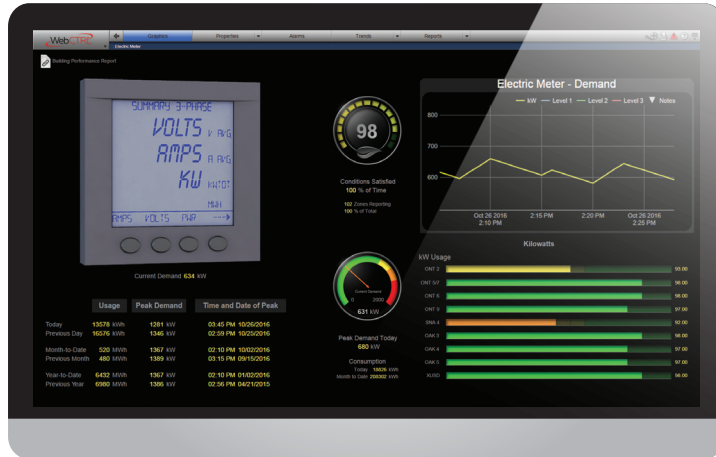 WebCTRL
Graphics Properties Alarms Trends Reports
Electric Meter
Building Performance Report
SUMMARY 3-PHASE
VOLTS V AVG
AMPS A AVG
KW KWTOT
MWH
AMPS VOLTS PWR --->
Current Demand 634 kW
Usage Peak Demand Time and Date of Peak
Today 13578 kWh 1281 kW 03:45 PM 10/26/2016
Previous Day 16576 kWh 1346 kW 02:59 PM 10/25/2016
Month-to-Date 520 MWh 1367 kW 02:10 PM 10/02/2016
Previous Month 480 MWh 1389 kW 03:15 PM 09/15/2016
Year-to-Date 6432 MWh 1367 kW 02:10 PM 01/02/2016
Previous Year 6980 MWh 1386 kW 02:56 PM 04/21/2015
98
Conditions Satisfied
100 % of Time
102 Zones Reporting
100 % of Total
Current Demand
0 2000
631 kW
Peak Demand Today
680 kW
Consumption
Today 18826 kWh
Month to Date 200302 kWh
Electric Meter - Demand
kW Level 1 Level 2 Level 3 Notes
800
700
600
Oct 26 2016 2:15 PM 2:20 PM Oct 26 2016
2:10 PM 2:25 PM
Kilowatts
kW Usage
ONT 2 93.00
ONT 5/7 98.00
ONT 6 98.00
ONT 9 97.00
SNA 4 92.00
OAK 3 98.00
OAK 4 97.00
OAK 5 97.00
XU/IO 98.00